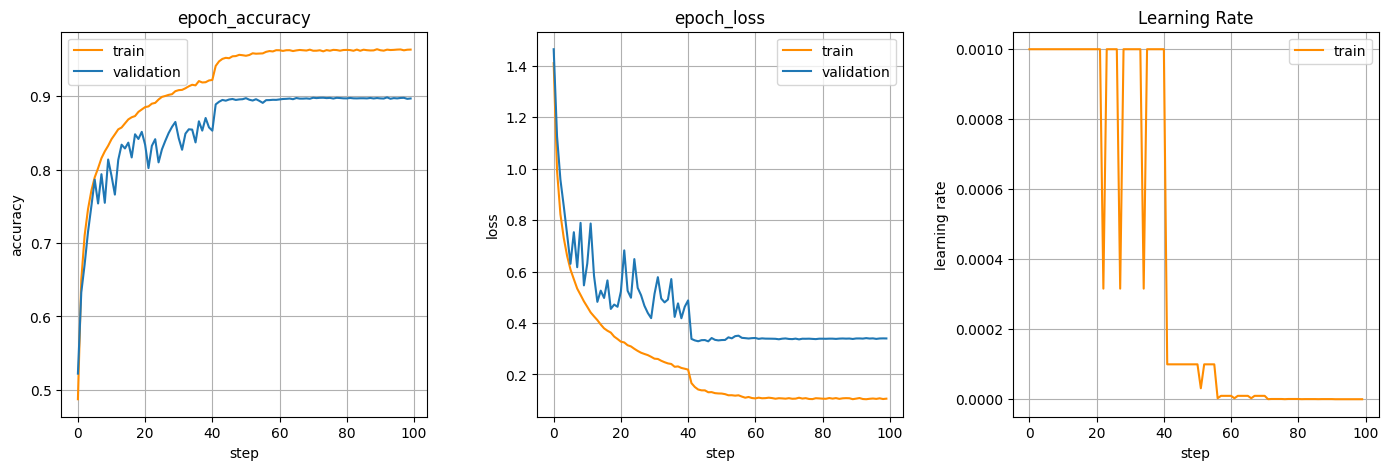 epoch_accuracy
train
validation
accuracy
0.9
0.8
0.7
0.6
0.5
0
20
40
60
80
100
step
epoch_loss
train
validation
loss
1.4
1.2
1.0
0.8
0.6
0.4
0.2
0
20
40
60
80
100
step
Learning Rate
train
learning rate
0.0010
0.0008
0.0006
0.0004
0.0002
0.0000
0
20
40
60
80
100
step